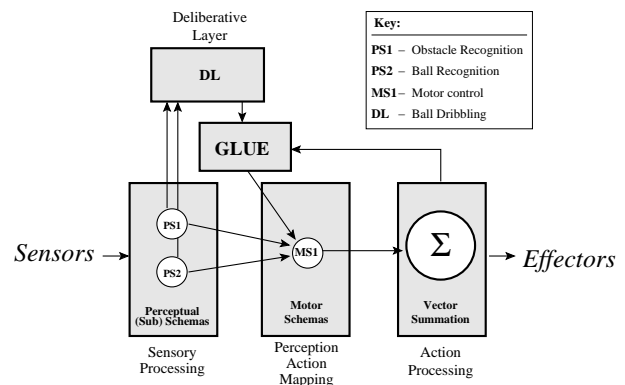 Deliberative
Layer
DL
GLUE
Key:
PS1 – Obstacle Recognition
PS2 – Ball Recognition
MS1 – Motor control
DL – Ball Dribbling
Sensors
PS1
PS2
Perceptual
(Sub) Schemas
MS1
Motor
Schemas
Σ
Vector
Summation
Effectors
Sensory
Processing
Perception
Action
Mapping
Action
Processing